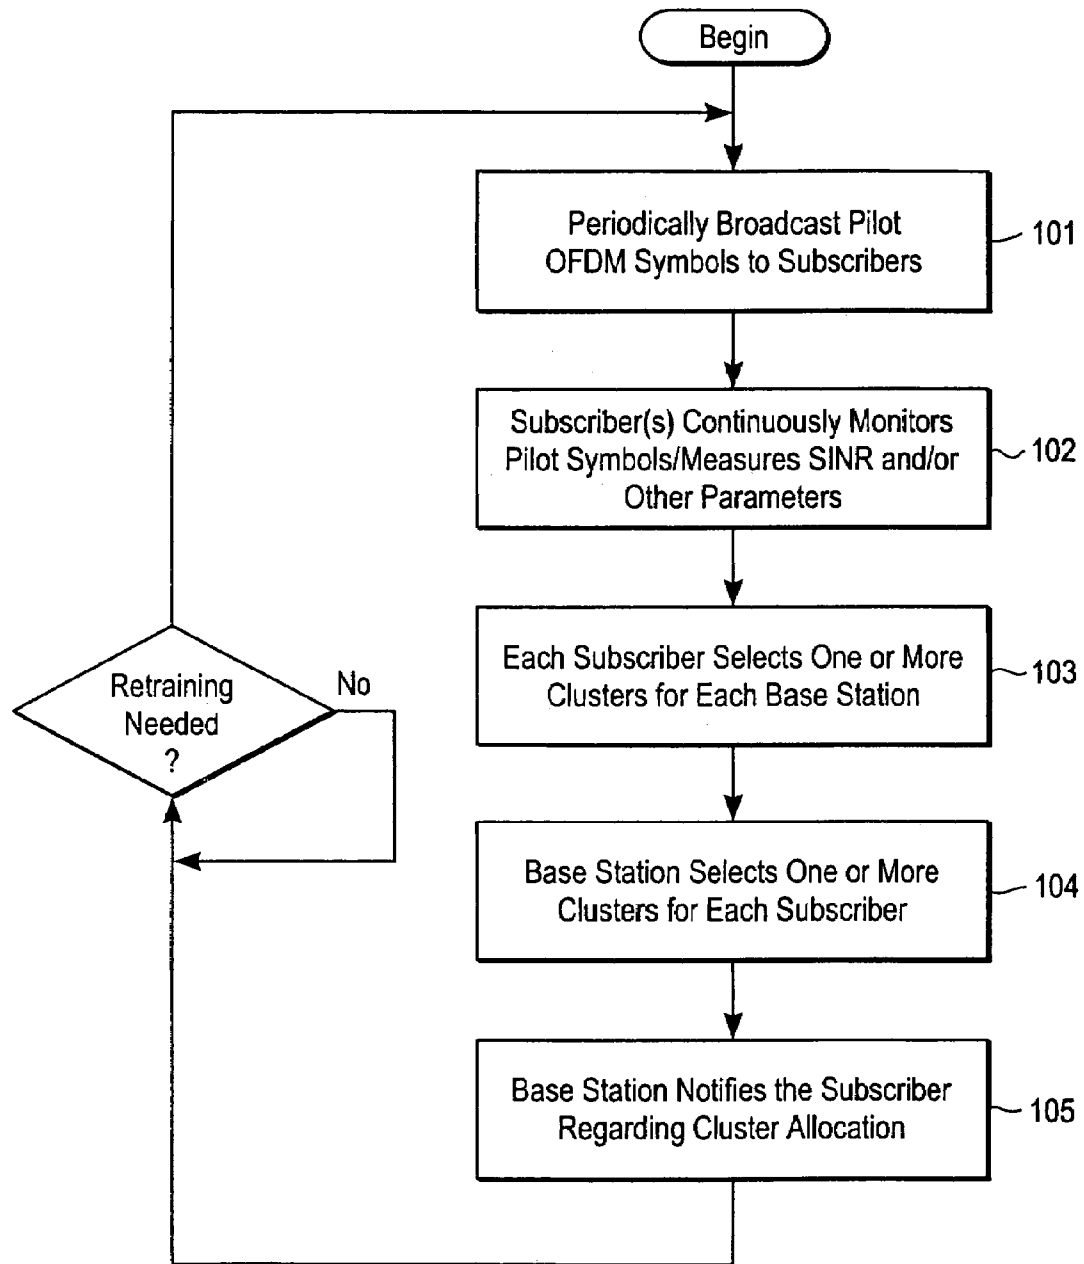 Begin
Periodically Broadcast Pilot
OFDM Symbols to Subscribers
101
Subscriber(s) Continuously Monitors
Pilot Symbols/Measures SINR and/or
Other Parameters
102
Each Subscriber Selects One or More
Clusters for Each Base Station
103
Base Station Selects One or More
Clusters for Each Subscriber
104
Base Station Notifies the Subscriber
Regarding Cluster Allocation
105
Retraining
Needed
?
No